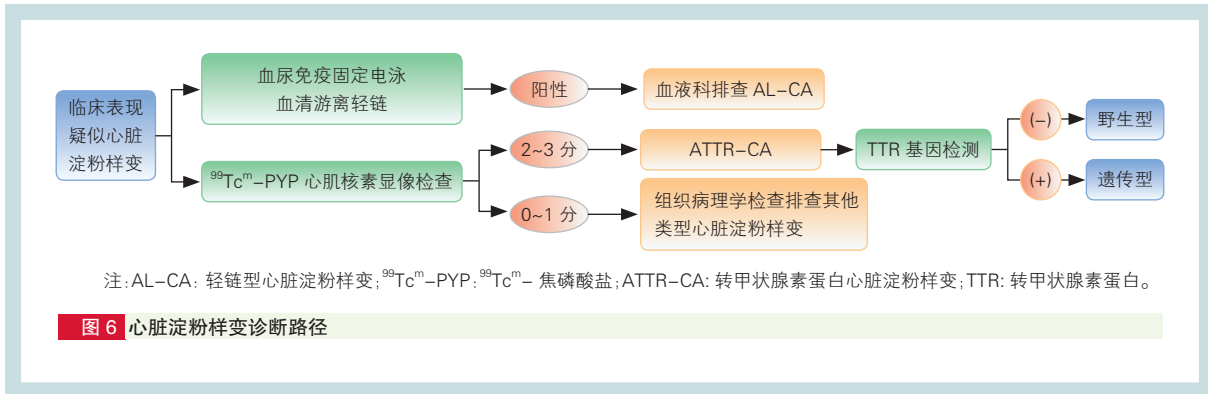 临床表现
疑似心脏
淀粉样变
血尿免疫固定电泳
血清游离轻链
阳性
血液科排查 AL-CA
⁹⁹Tcᵐ-PYP 心肌核素显像检查
2~3 分
ATTR-CA
TTR 基因检测
(-)
野生型
(+)
遗传型
0~1 分
组织病理学检查排查其他
类型心脏淀粉样变
注:AL-CA: 轻链型心脏淀粉样变;⁹⁹Tcᵐ-PYP:⁹⁹Tcᵐ- 焦磷酸盐;ATTR-CA: 转甲状腺素蛋白心脏淀粉样变;TTR: 转甲状腺素蛋白。
图 6 心脏淀粉样变诊断路径